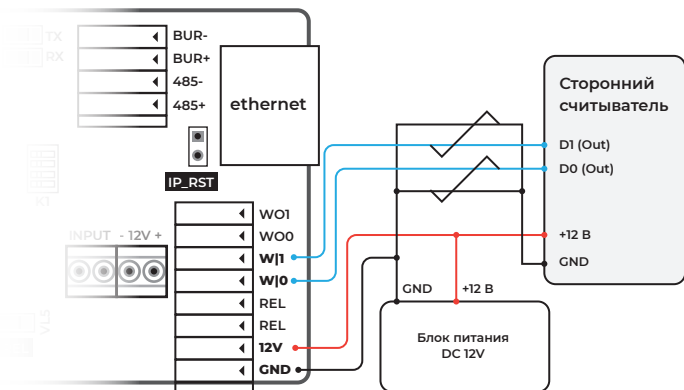 TX
RX
BUR-
BUR+
485-
485+
ethernet
IP_RST
K1
INPUT - 12V +
VLS
WO1
WO0
W|1
W|0
REL
REL
12V
GND
Сторонний
считыватель
D1 (Out)
D0 (Out)
+12 В
GND
GND
+12 В
Блок питания
DC 12V